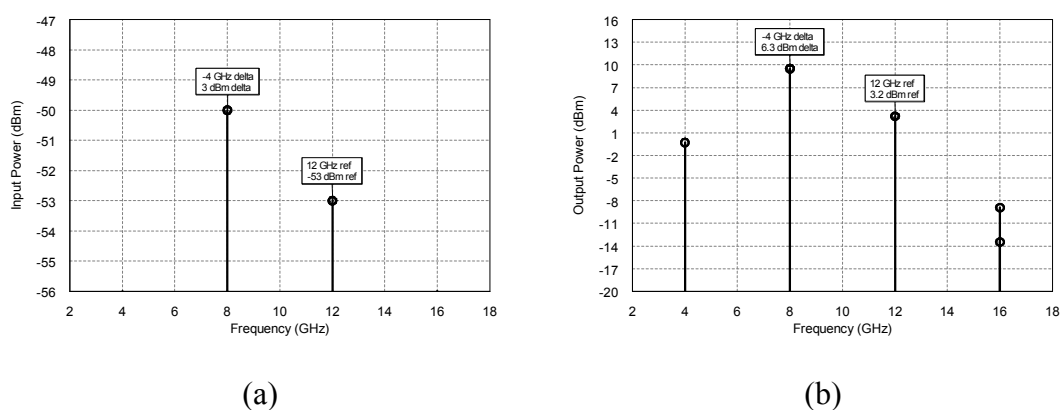 -47
-48
-49
-50
-51
-52
-53
-54
-55
-56
Input Power (dBm)
-4 GHz delta
3 dBm delta
12 GHz ref
-53 dBm ref
2 4 6 8 10 12 14 16 18
Frequency (GHz)
(a)
16
13
10
7
4
1
-2
-5
-8
-11
-14
-17
-20
Output Power (dBm)
-4 GHz delta
6.3 dBm delta
12 GHz ref
3.2 dBm ref
2 4 6 8 10 12 14 16 18
Frequency (GHz)
(b)